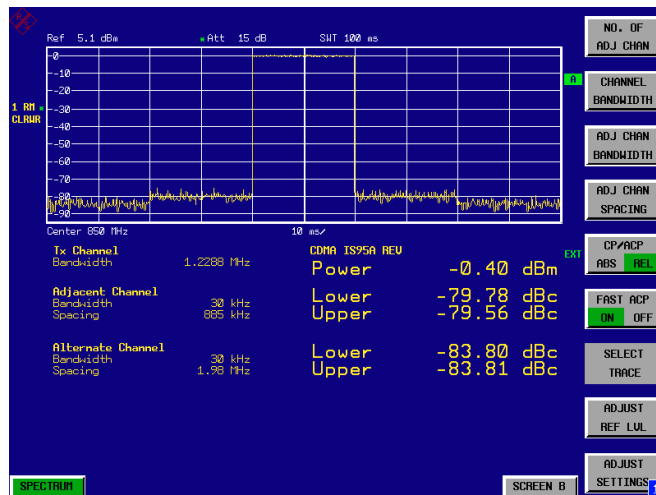 Ref 5.1 dBm *Att 15 dB SWT 100 ms
0
-10
-20
-30
-40
-50
-60
-70
-80
-90
A
1 RM *
CLRWR
Center 850 MHz 10 ms/
Tx Channel CDMA IS95A REV
Bandwidth 1.2288 MHz Power -0.40 dBm
EXT
Adjacent Channel
Bandwidth 30 kHz Lower -79.78 dBc
Spacing 885 kHz Upper -79.56 dBc
Alternate Channel
Bandwidth 30 kHz Lower -83.80 dBc
Spacing 1.98 MHz Upper -83.81 dBc
SPECTRUM SCREEN B
NO. OF
ADJ CHAN
CHANNEL
BANDWIDTH
ADJ CHAN
BANDWIDTH
ADJ CHAN
SPACING
CP/ACP
ABS REL
FAST ACP
ON OFF
SELECT
TRACE
ADJUST
REF LVL
ADJUST
SETTINGS
1